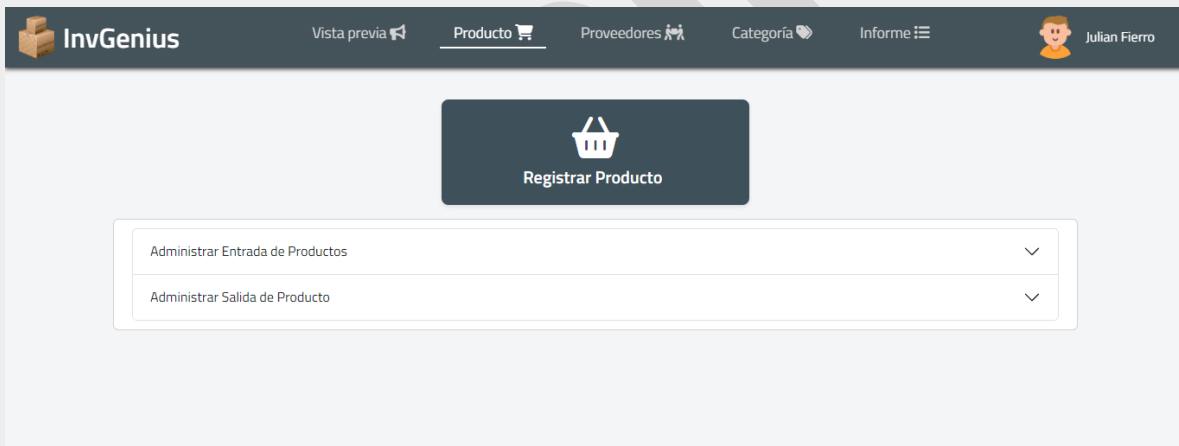 InvGenius
Vista previa
Producto
Proveedores
Categoría
Informe
Julian Fierro
Registrar Producto
Administrar Entrada de Productos
Administrar Salida de Producto